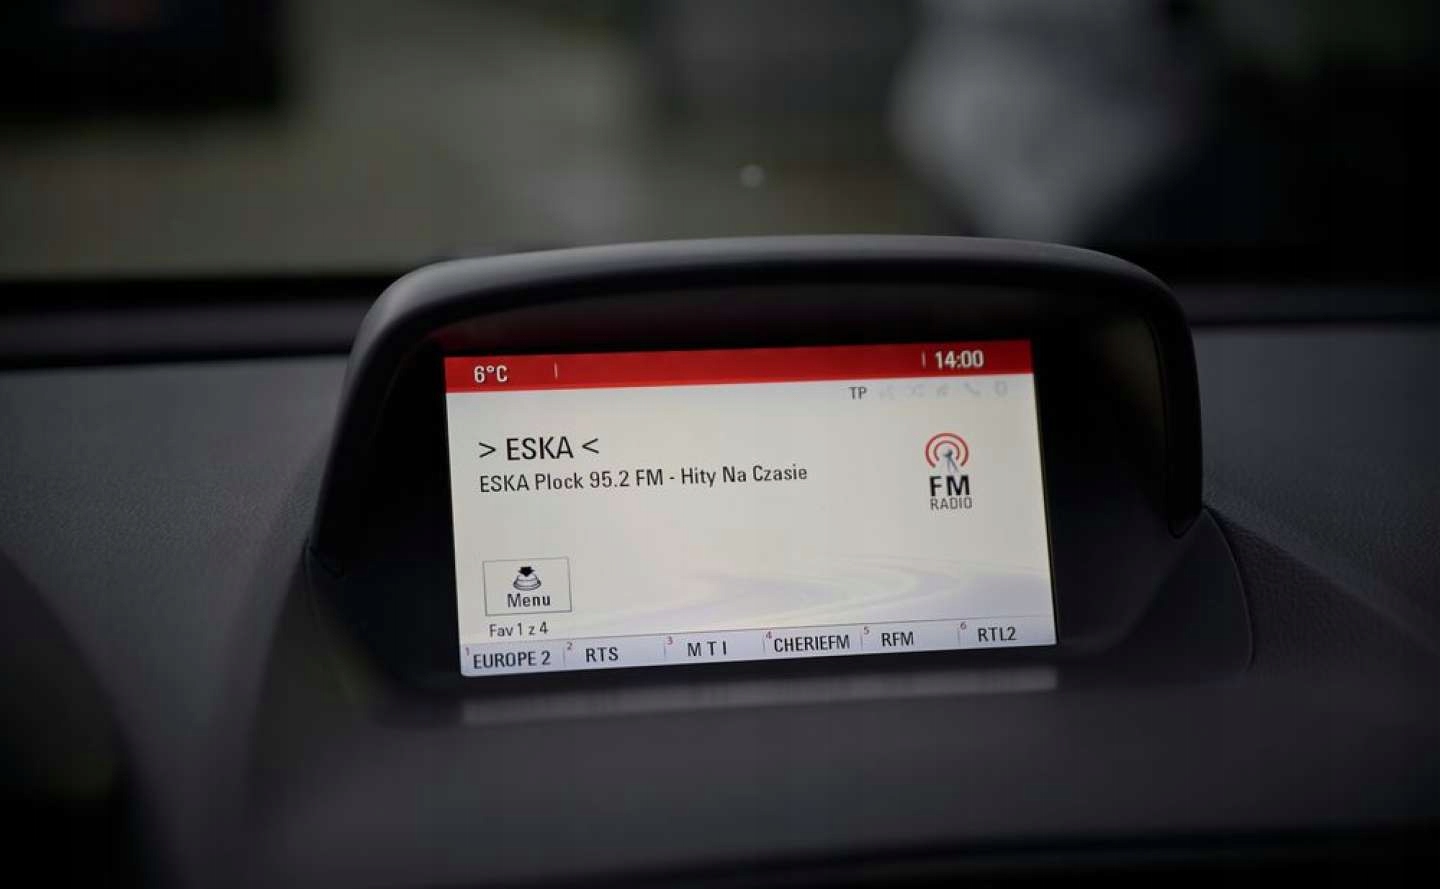 6°C 14:00
TP
> ESKA <
ESKA Plock 95.2 FM - Hity Na Czasie
FM
RADIO
Menu
Fav 1 z 4
1 EUROPE 2 2 RTS 3 M T I 4 CHERIEFM 5 RFM 6 RTL2